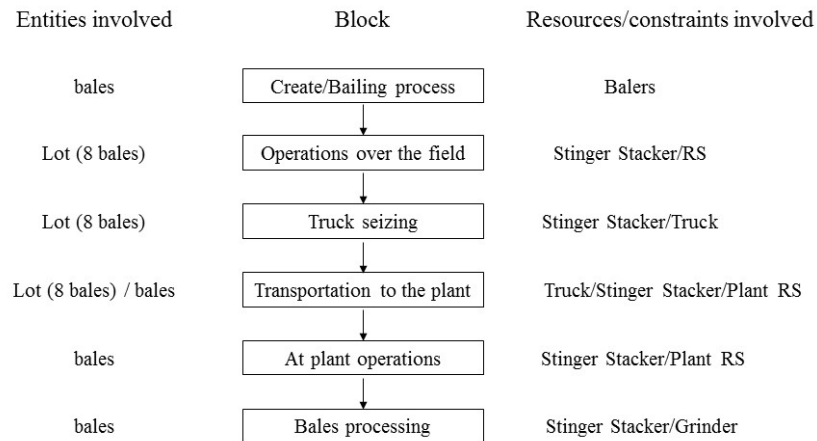 Entities involved Block Resources/constraints involved
bales Create/Bailing process Balers
Lot (8 bales) Operations over the field Stinger Stacker/RS
Lot (8 bales) Truck seizing Stinger Stacker/Truck
Lot (8 bales) / bales Transportation to the plant Truck/Stinger Stacker/Plant RS
bales At plant operations Stinger Stacker/Plant RS
bales Bales processing Stinger Stacker/Grinder